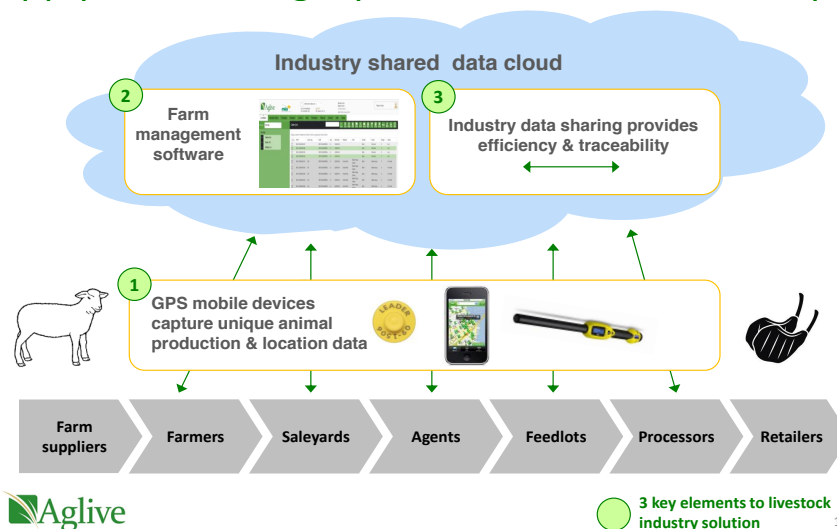 Industry shared data cloud
2
Farm
management
software
Aglive
3
Industry data sharing provides
efficiency & traceability
1
GPS mobile devices
capture unique animal
production & location data
LEADER
Farm
suppliers
Farmers
Saleyards
Agents
Feedlots
Processors
Retailers
Aglive
3 key elements to livestock
industry solution